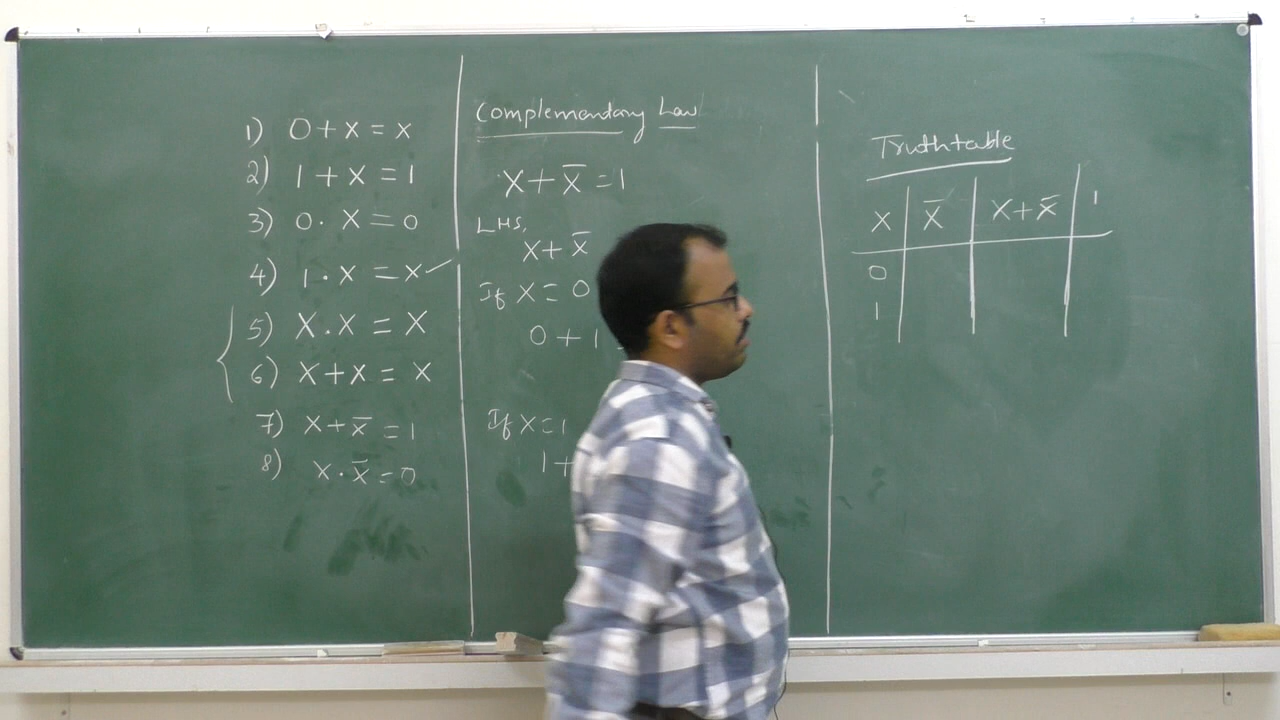 1) 0 + x = x
2) 1 + x = 1
3) 0 · x = 0
4) 1 · x = x ✓
5) x . x = x
6) x + x = x
7) x + x̅ = 1
8) x · x̅ = 0
Complementary Law
x + x̅ = 1
LHS,
x + x̅
If x = 0
0 + 1
If x = 1
1 +
Truthtable
x x̅ x + x̅ 1
0
1